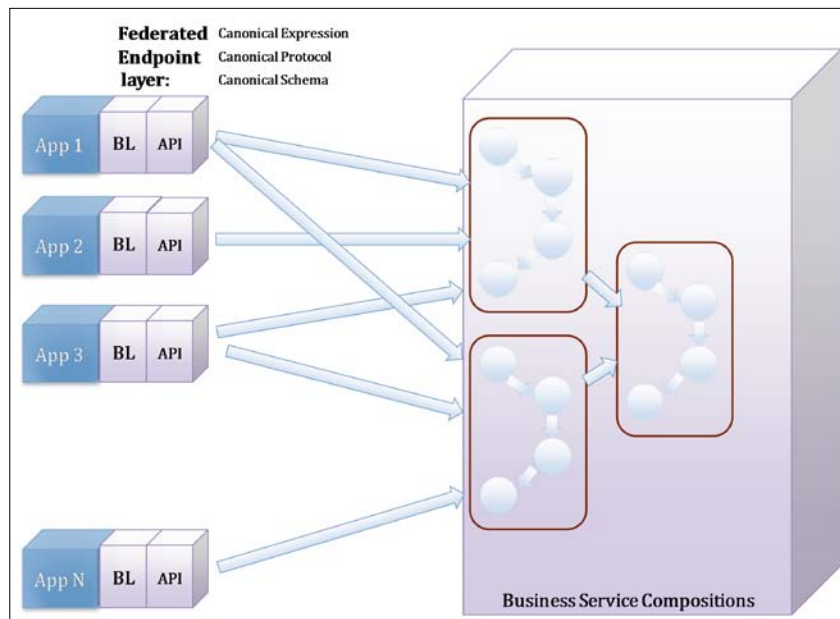 Federated Canonical Expression
Endpoint Canonical Protocol
layer: Canonical Schema
App 1 BL API
App 2 BL API
App 3 BL API
App N BL API
Business Service Compositions